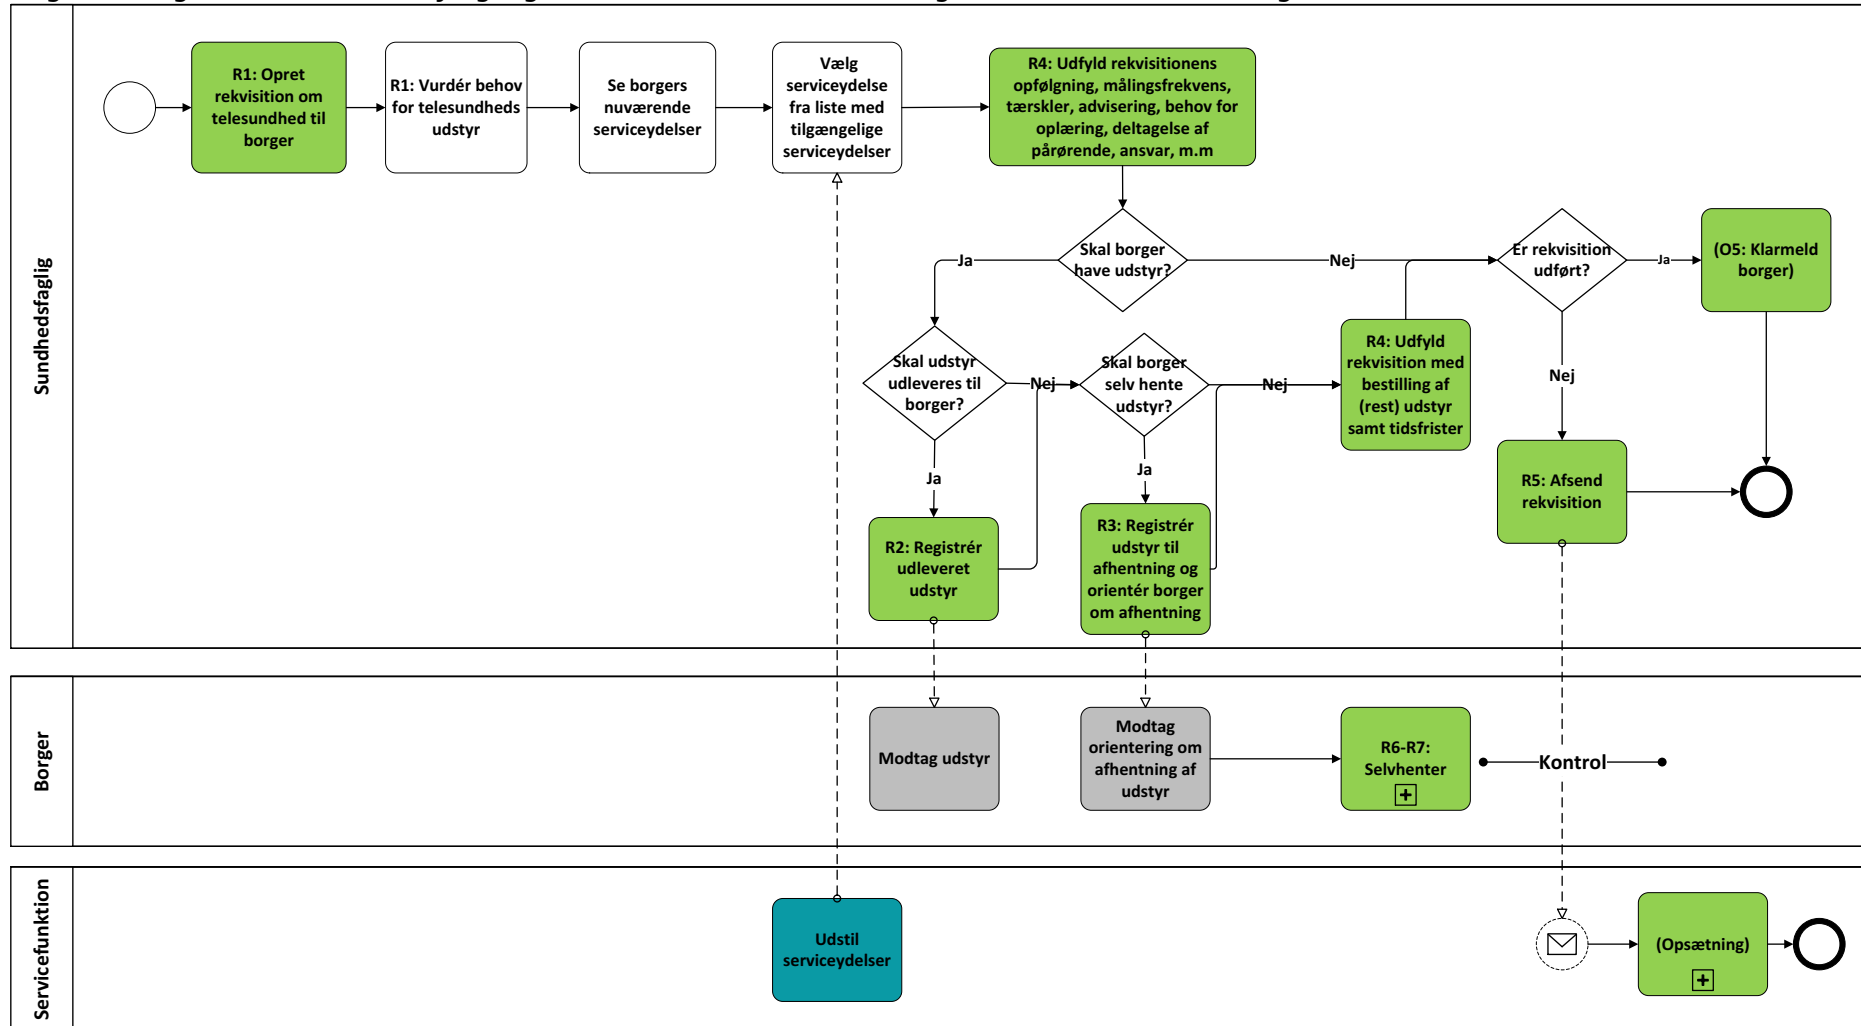 Sundhedsfaglig
R1: Opret
rekvisition om
telesundhed til
borger
R1: Vurdér behov
for telesundheds
udstyr
Se borgers
nuværende
serviceydelser
Vælg
serviceydelse
fra liste med
tilgængelige
serviceydelser
R4: Udfyld rekvisitionens
opfølgning, målingsfrekvens,
tærskler, advisering, behov for
oplæring, deltagelse af
pårørende, ansvar, m.m
Skal borger
have udstyr?
Ja
Nej
Er rekvisition
udført?
Ja
(O5: Klarmeld
borger)
Skal udstyr
udleveres til
borger?
Nej
Skal borger
selv hente
udstyr?
Nej
R4: Udfyld
rekvisition med
bestilling af
(rest) udstyr
samt tidsfrister
Nej
Ja
Ja
R5: Afsend
rekvisition
R2: Registrér
udleveret
udstyr
R3: Registrér
udstyr til
afhentning og
orientér borger
om afhentning
Borger
Modtag udstyr
Modtag
orientering om
afhentning af
udstyr
R6-R7:
Selvhenter
Kontrol
Servicefunktion
Udstil
serviceydelser
(Opsætning)